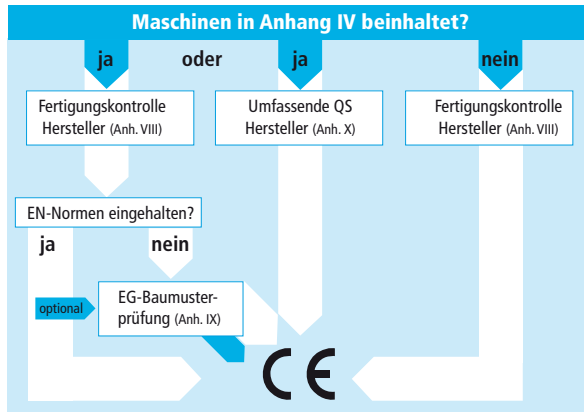 Maschinen in Anhang IV beinhaltet?
ja oder ja nein
Fertigungskontrolle
Hersteller (Anh. VIII)
Umfassende QS
Hersteller (Anh. X)
Fertigungskontrolle
Hersteller (Anh. VIII)
EN-Normen eingehalten?
ja nein
optional
EG-Baumuster-
prüfung (Anh. IX)
CE